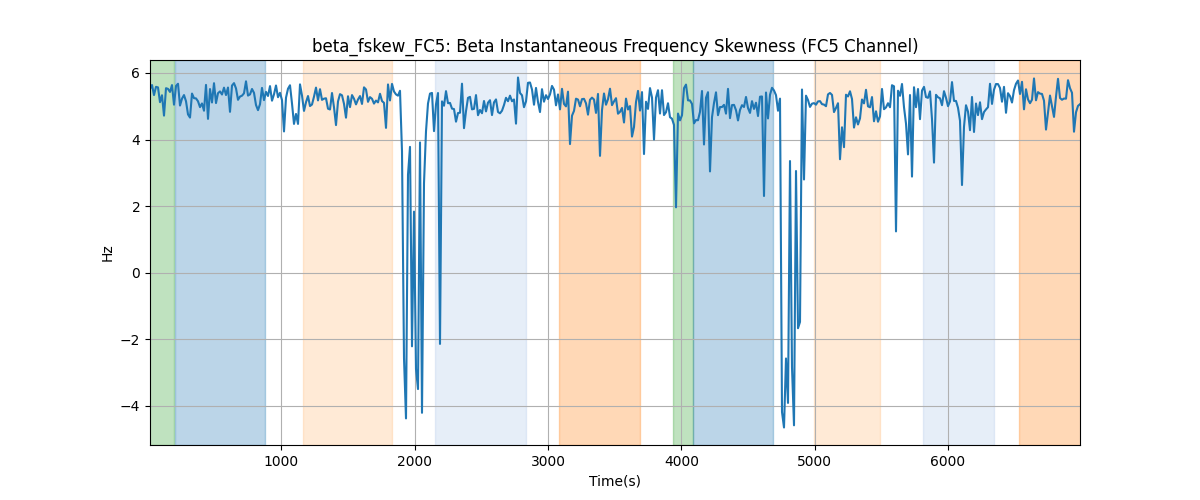 beta_fskew_FC5: Beta Instantaneous Frequency Skewness (FC5 Channel)
6
4
2
0
−2
−4
Hz
1000 2000 3000 4000 5000 6000
Time(s)